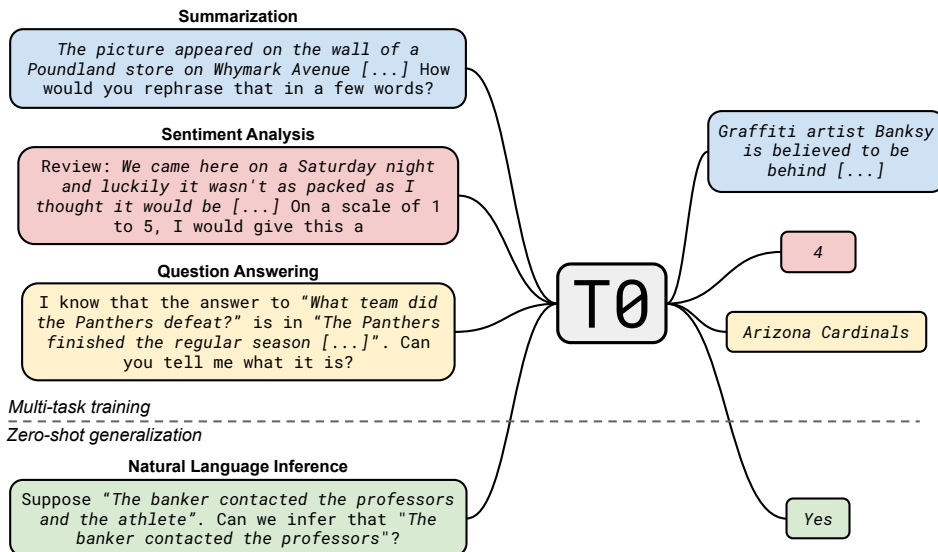 Summarization
The picture appeared on the wall of a
Poundland store on Whymark Avenue [...] How
would you rephrase that in a few words?
Sentiment Analysis
Review: We came here on a Saturday night
and luckily it wasn't as packed as I
thought it would be [...] On a scale of 1
to 5, I would give this a
Question Answering
I know that the answer to “What team did
the Panthers defeat?” is in “The Panthers
finished the regular season [...]”. Can
you tell me what it is?
Multi-task training
Zero-shot generalization
Natural Language Inference
Suppose “The banker contacted the professors
and the athlete”. Can we infer that "The
banker contacted the professors"?
T0
Graffiti artist Banksy
is believed to be
behind [...]
4
Arizona Cardinals
Yes